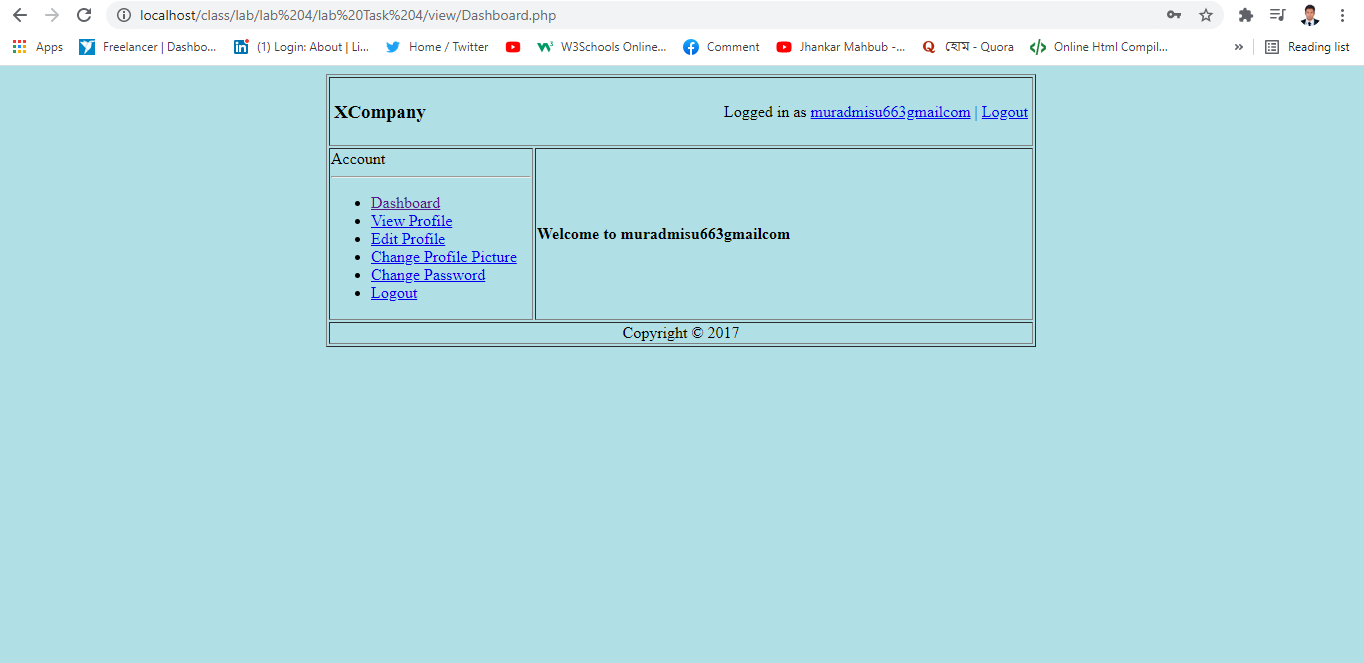 localhost/class/lab/lab%204/lab%20Task%204/view/Dashboard.php
Apps Freelancer | Dashbo... (1) Login: About | Li... Home / Twitter W3Schools Online... Comment Jhankar Mahbub -... হোম - Quora Online Html Compil... » Reading list
XCompany Logged in as muradmisu663gmailcom | Logout
Account
Dashboard
View Profile
Edit Profile
Change Profile Picture
Change Password
Logout
Welcome to muradmisu663gmailcom
Copyright © 2017